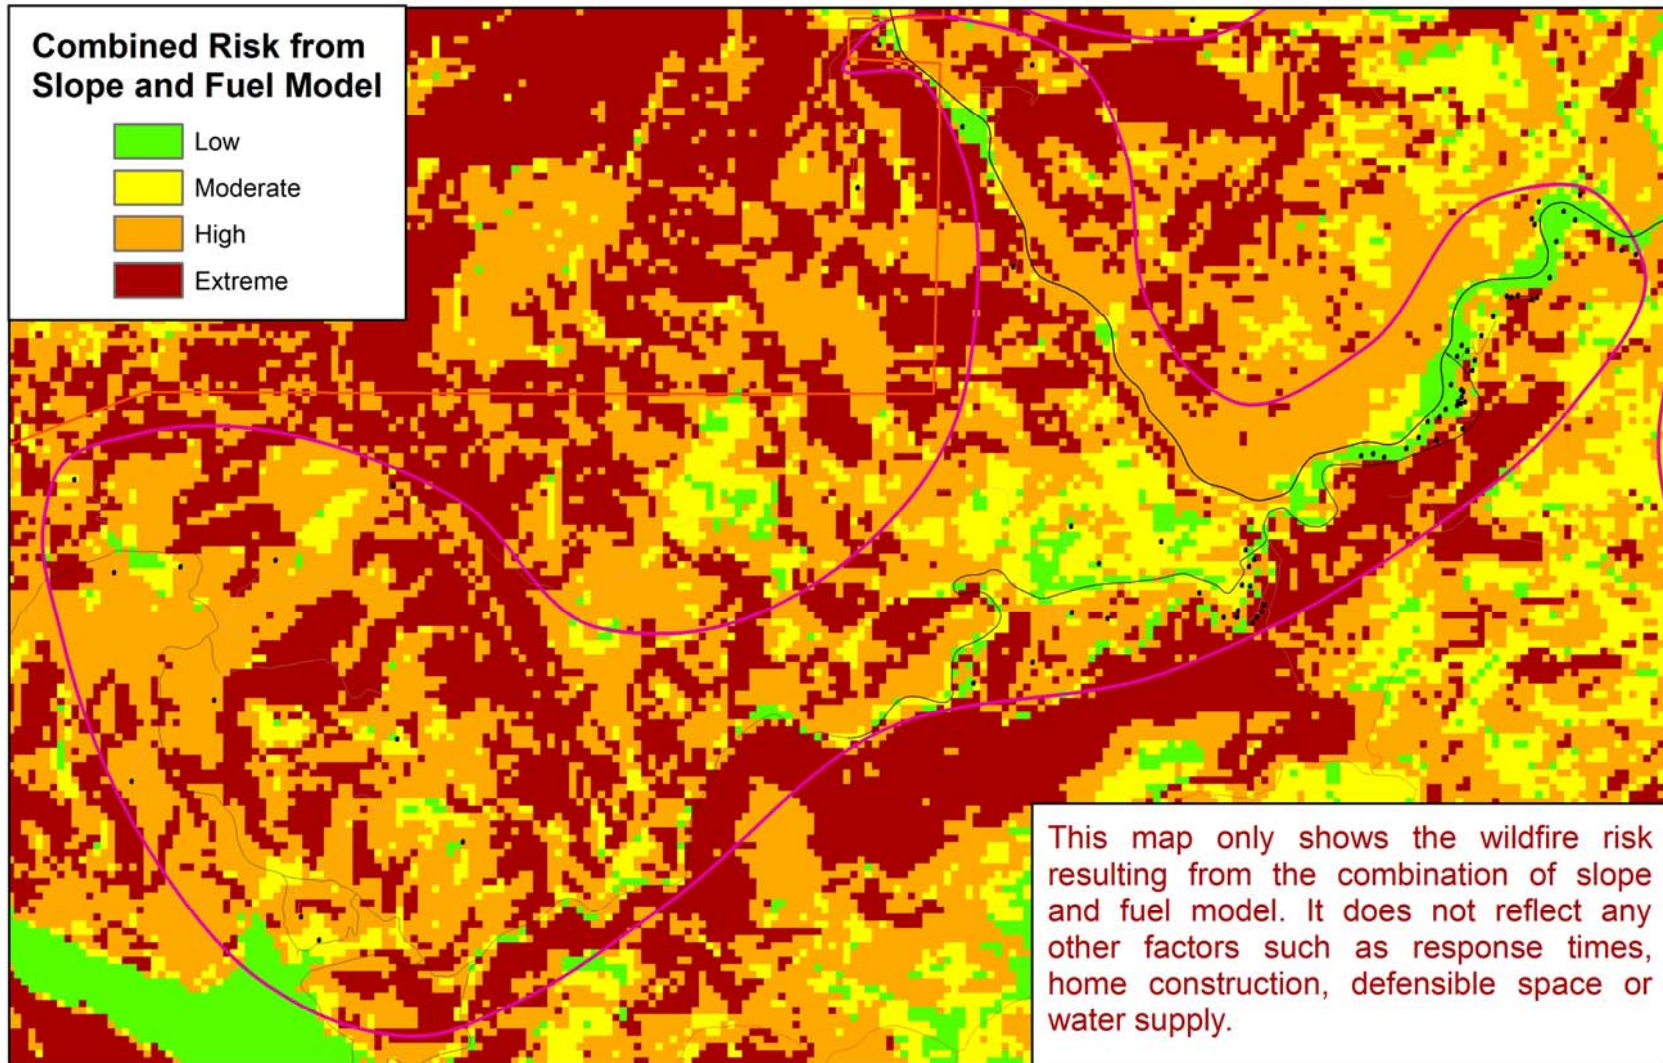 Combined Risk from
Slope and Fuel Model
Low
Moderate
High
Extreme
This map only shows the wildfire risk
resulting from the combination of slope
and fuel model. It does not reflect any
other factors such as response times,
home construction, defensible space or
water supply.